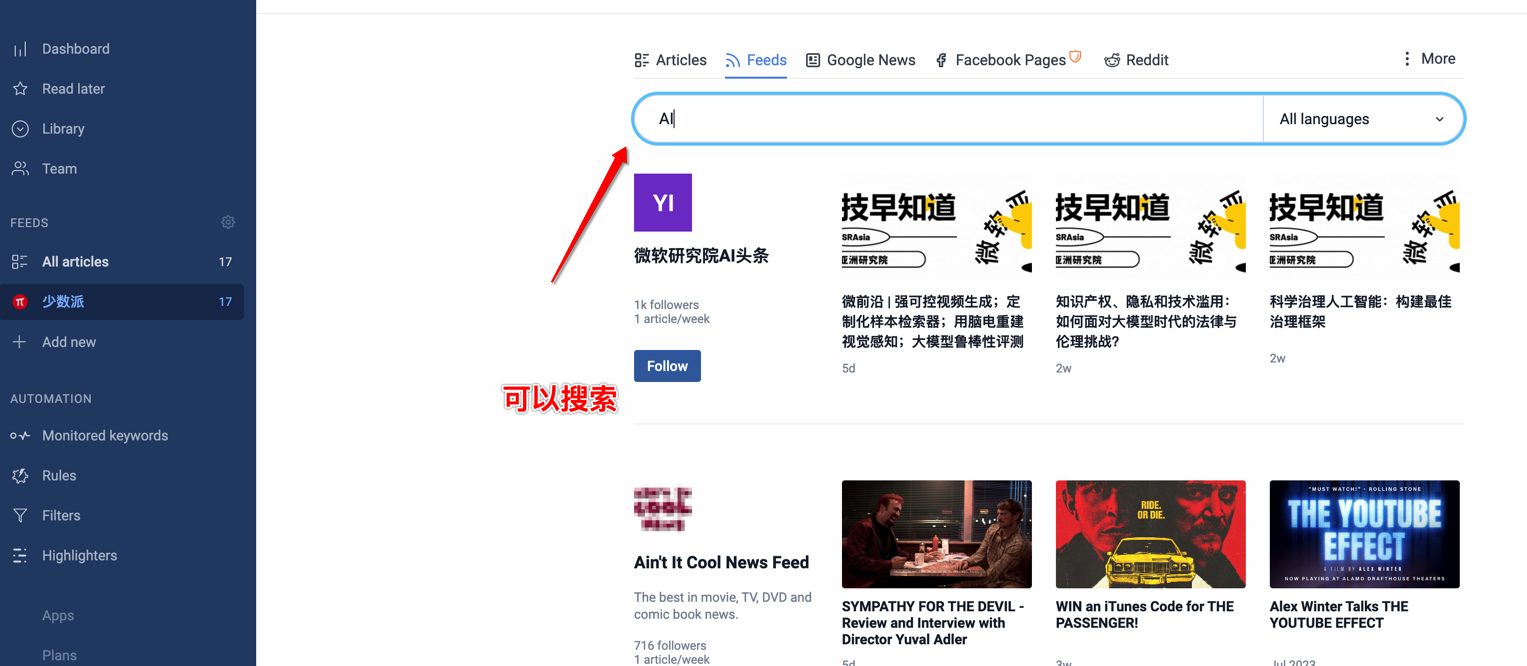 Dashboard
Read later
Library
Team
FEEDS
All articles 17
少数派 17
Add new
AUTOMATION
Monitored keywords
Rules
Filters
Highlighters
Apps
Plans
Articles Feeds Google News Facebook Pages Reddit More
AI All languages
可以搜索
YI
微软研究院AI头条
1k followers
1 article/week
Follow
技早知道
SRAsia
亚洲研究院
微软
微前沿 | 强可控视频生成；定
制化样本检索器；用脑电重建
视觉感知；大模型鲁棒性评测
5d
技早知道
SRAsia
亚洲研究院
微软
知识产权、隐私和技术滥用：
如何面对大模型时代的法律与
伦理挑战？
2w
技早知道
SRAsia
亚洲研究院
微软
科学治理人工智能：构建最佳
治理框架
2w
COOL
NEWS
Ain't It Cool News Feed
The best in movie, TV, DVD and
comic book news.
716 followers
1 article/week
SYMPATHY FOR THE DEVIL -
Review and Interview with
Director Yuval Adler
5d
RIDE.
OR DIE.
WIN an iTunes Code for THE
PASSENGER!
3w
"MUST WATCH!" - ROLLING STONE
THE YOUTUBE
EFFECT
A FILM BY ALEX WINTER
NOW PLAYING AT ALAMO DRAFTHOUSE THEATERS
Alex Winter Talks THE
YOUTUBE EFFECT
Jul 2023